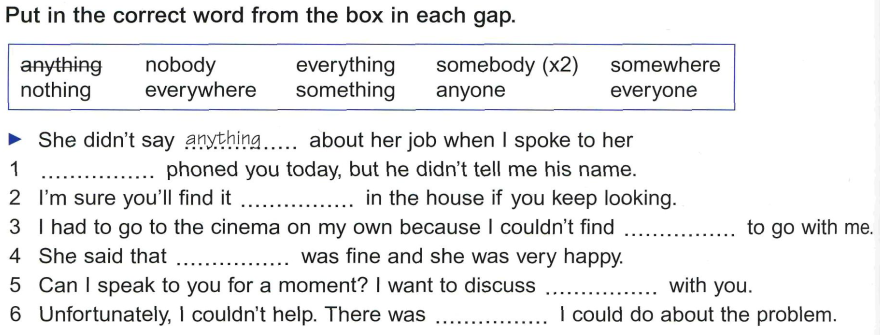 Put in the correct word from the box in each gap.
anything nobody everything somebody (x2) somewhere
nothing everywhere something anyone everyone
► She didn't say anything..... about her job when I spoke to her
1 ................ phoned you today, but he didn't tell me his name.
2 I'm sure you'll find it ................ in the house if you keep looking.
3 I had to go to the cinema on my own because I couldn't find ................ to go with me.
4 She said that ................ was fine and she was very happy.
5 Can I speak to you for a moment? I want to discuss ................ with you.
6 Unfortunately, I couldn't help. There was ................ I could do about the problem.